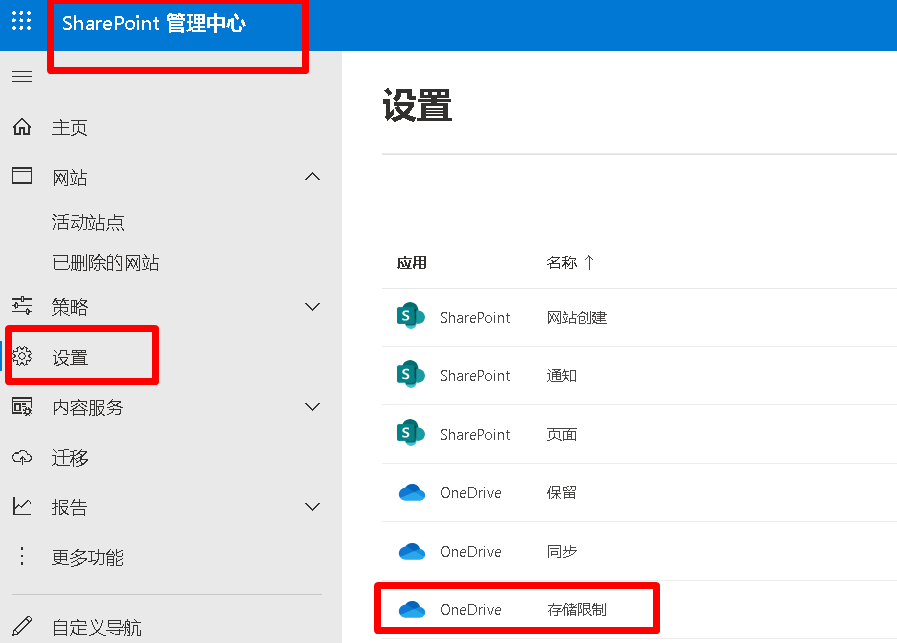 SharePoint 管理中心
主页
网站
活动站点
已删除的网站
策略
设置
内容服务
迁移
报告
更多功能
自定义导航
设置
应用 名称 ↑
SharePoint 网站创建
SharePoint 通知
SharePoint 页面
OneDrive 保留
OneDrive 同步
OneDrive 存储限制